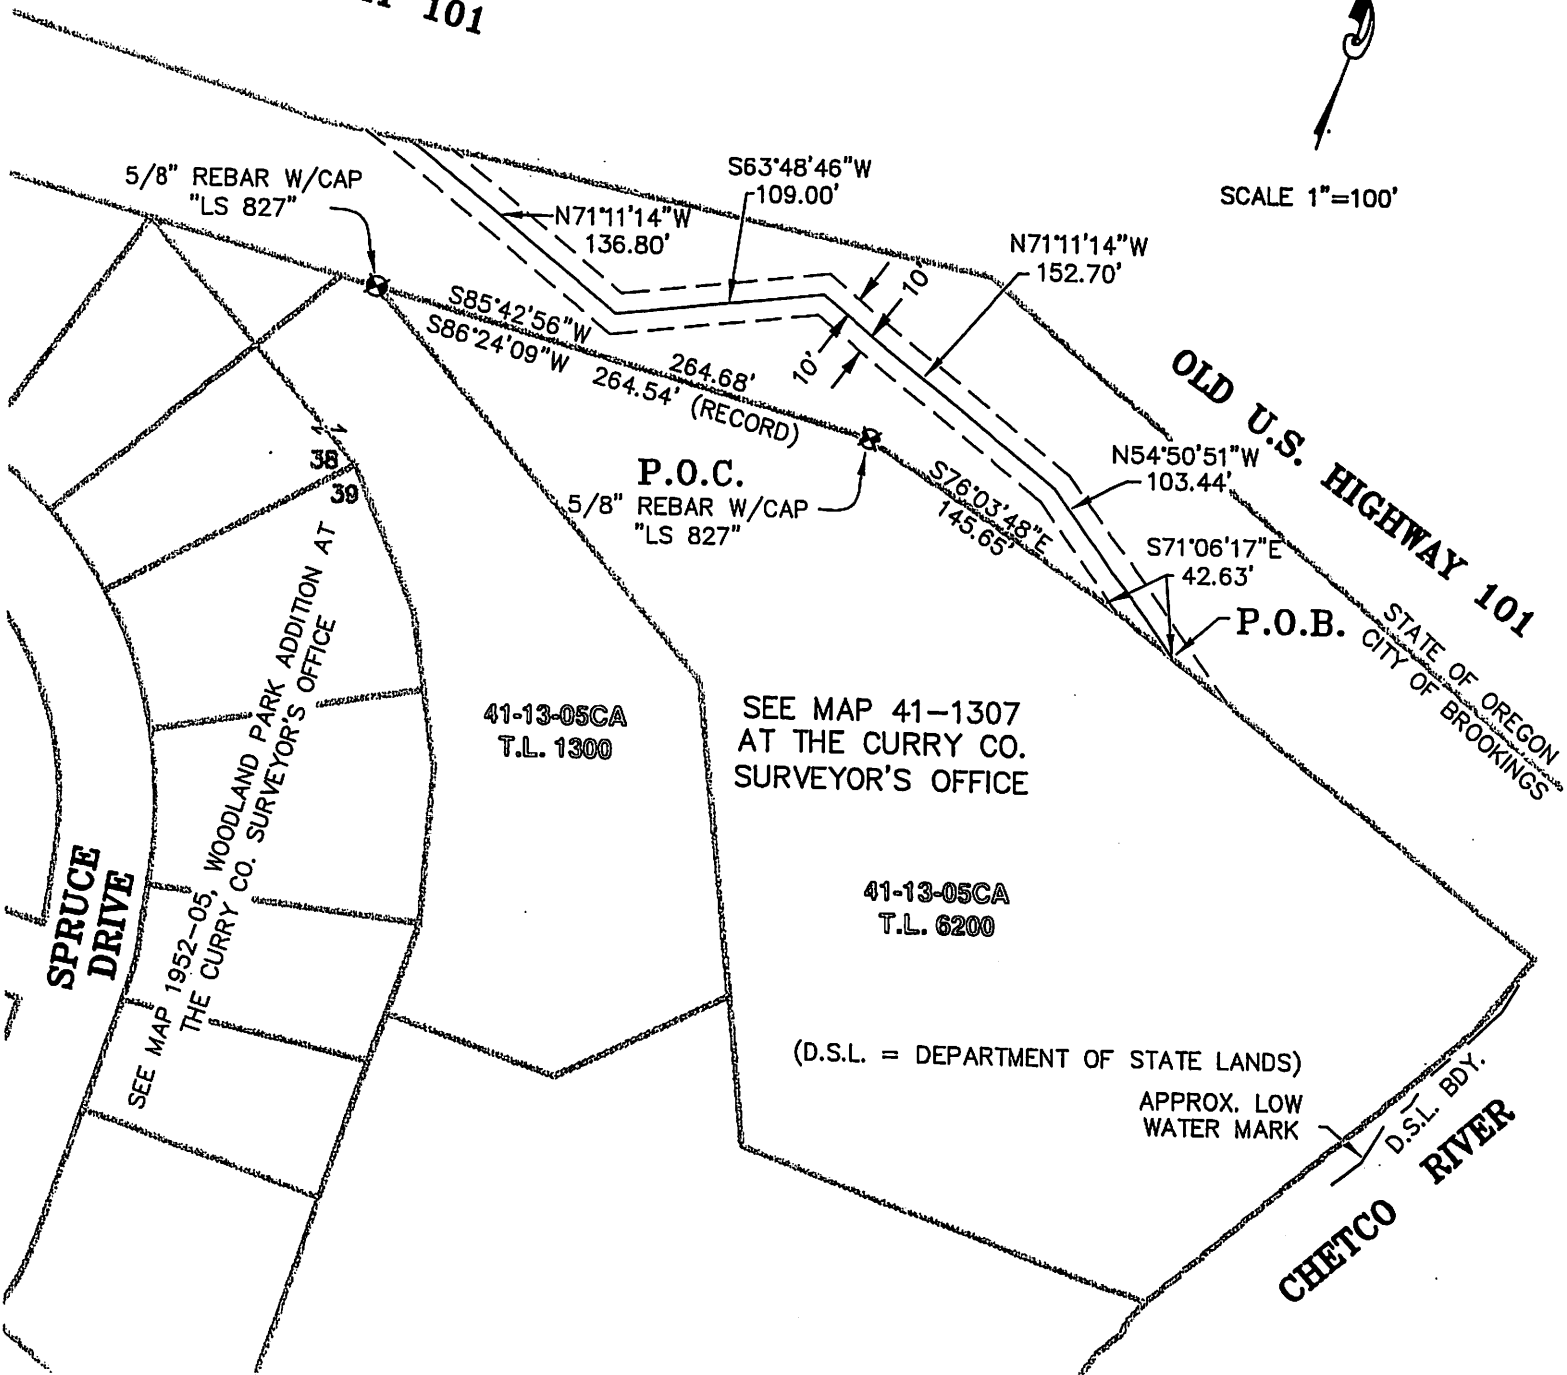 101
5/8" REBAR W/CAP
"LS 827"
S63°48'46"W
109.00'
SCALE 1"=100'
N71°11'14"W
136.80'
N71°11'14"W
152.70'
10'
10'
S85°42'56"W
S86°24'09"W
264.68'
264.54' (RECORD)
OLD U.S. HIGHWAY 101
38
39
P.O.C.
5/8" REBAR W/CAP
"LS 827"
S76°03'48"E
145.65'
N54°50'51"W
103.44'
S71°06'17"E
42.63'
P.O.B.
STATE OF OREGON
CITY OF BROOKINGS
SEE MAP 1952-05, WOODLAND PARK ADDITION AT
THE CURRY CO. SURVEYOR'S OFFICE
41-13-05CA
T.L. 1300
SEE MAP 41-1307
AT THE CURRY CO.
SURVEYOR'S OFFICE
SPRUCE
DRIVE
41-13-05CA
T.L. 6200
(D.S.L. = DEPARTMENT OF STATE LANDS)
APPROX. LOW
WATER MARK
D.S.L. BDY.
CHETCO RIVER